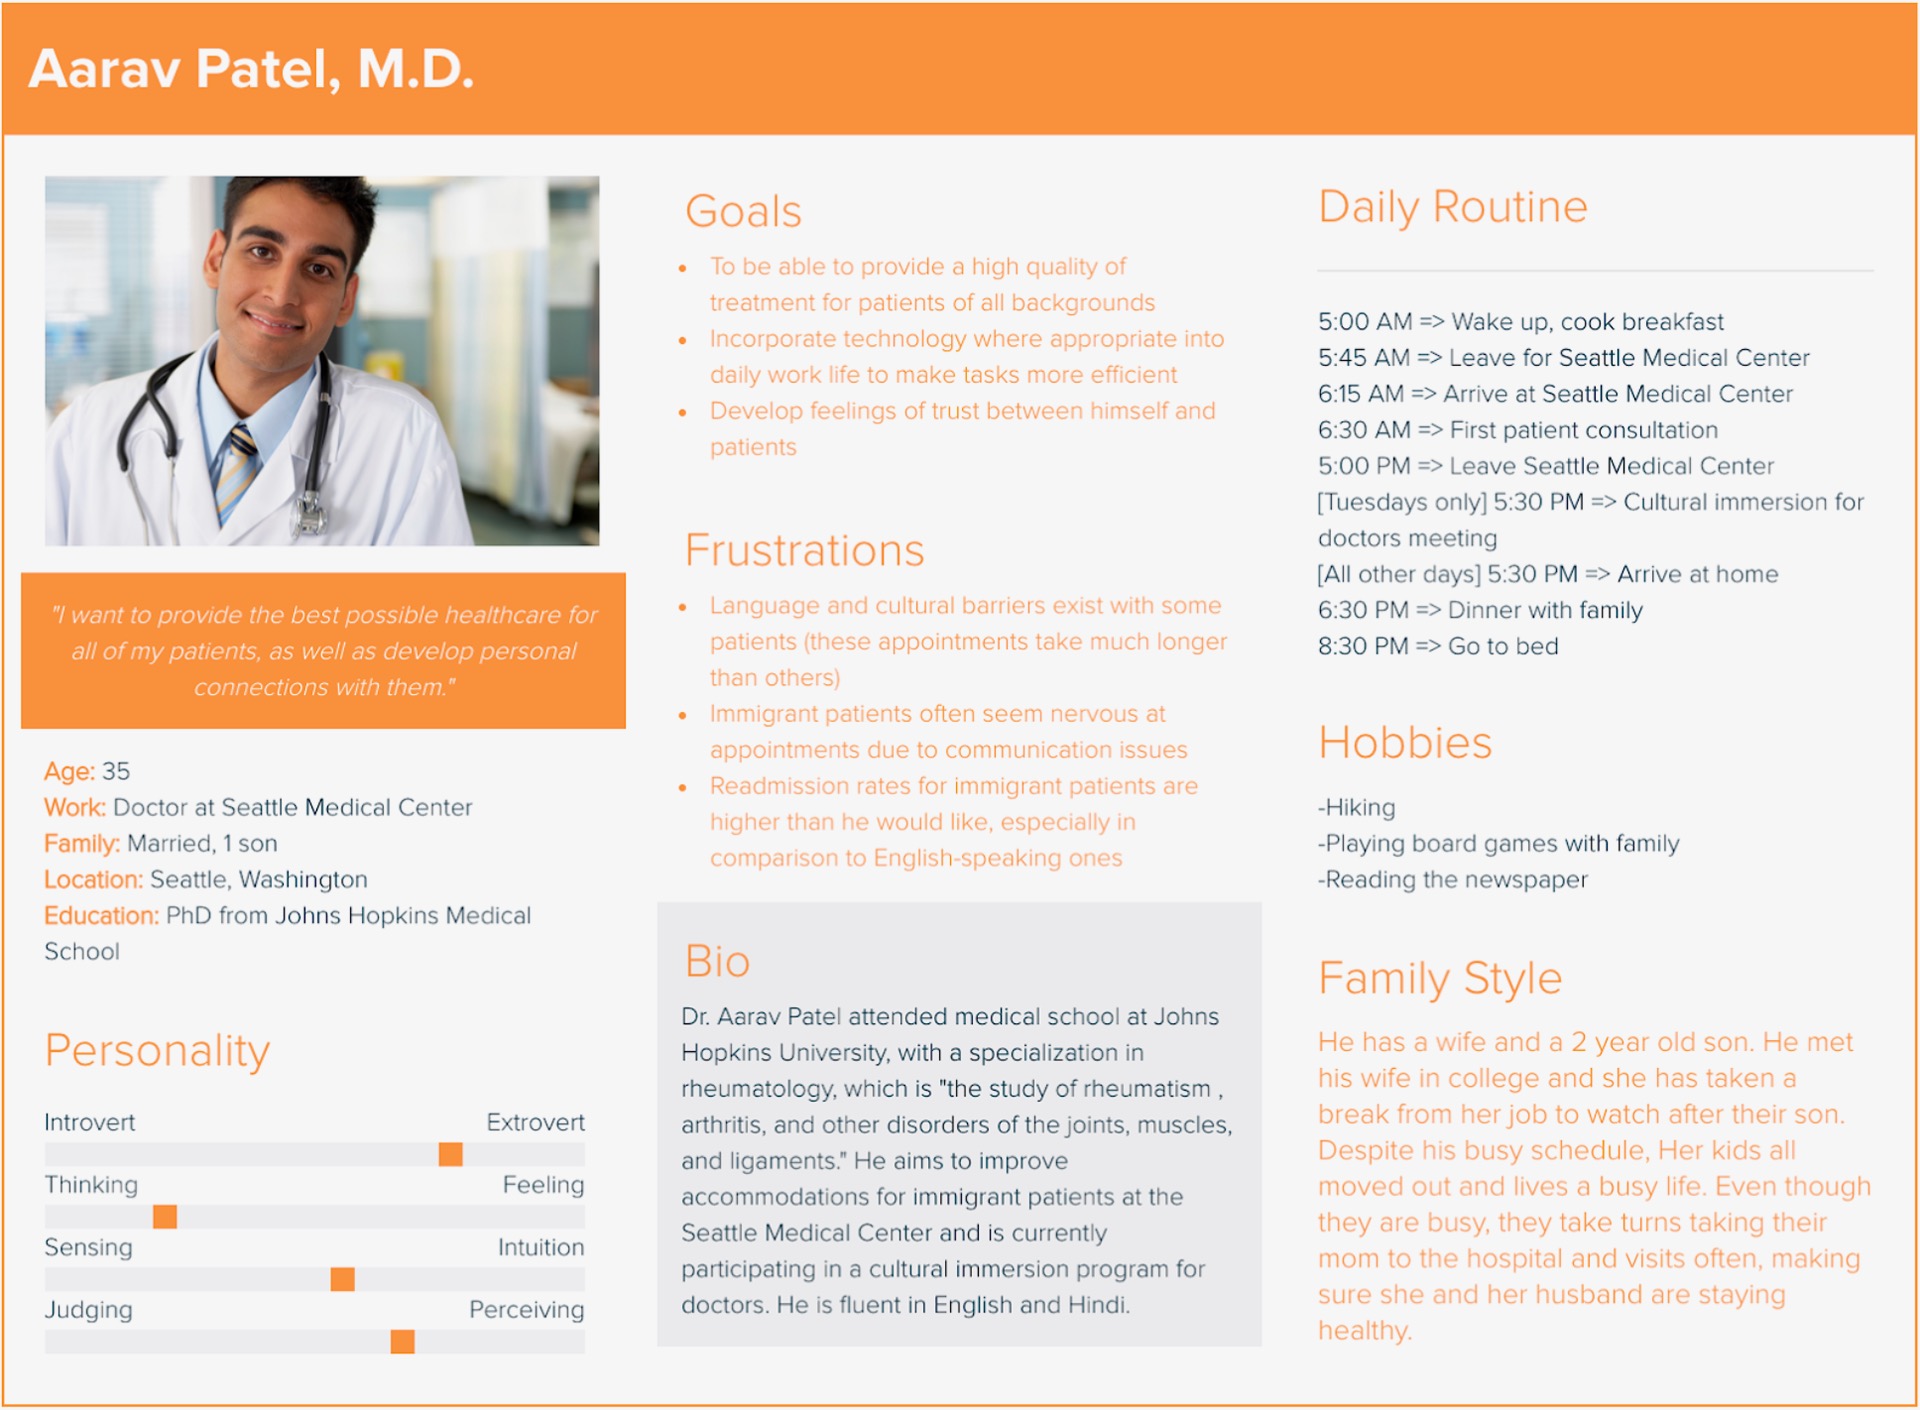 Aarav Patel, M.D.
"I want to provide the best possible healthcare for
all of my patients, as well as develop personal
connections with them."
Age: 35
Work: Doctor at Seattle Medical Center
Family: Married, 1 son
Location: Seattle, Washington
Education: PhD from Johns Hopkins Medical
School
Personality
Introvert Extrovert
Thinking Feeling
Sensing Intuition
Judging Perceiving
Goals
• To be able to provide a high quality of
treatment for patients of all backgrounds
• Incorporate technology where appropriate into
daily work life to make tasks more efficient
• Develop feelings of trust between himself and
patients
Frustrations
• Language and cultural barriers exist with some
patients (these appointments take much longer
than others)
• Immigrant patients often seem nervous at
appointments due to communication issues
• Readmission rates for immigrant patients are
higher than he would like, especially in
comparison to English-speaking ones
Bio
Dr. Aarav Patel attended medical school at Johns
Hopkins University, with a specialization in
rheumatology, which is "the study of rheumatism ,
arthritis, and other disorders of the joints, muscles,
and ligaments." He aims to improve
accommodations for immigrant patients at the
Seattle Medical Center and is currently
participating in a cultural immersion program for
doctors. He is fluent in English and Hindi.
Daily Routine
5:00 AM => Wake up, cook breakfast
5:45 AM => Leave for Seattle Medical Center
6:15 AM => Arrive at Seattle Medical Center
6:30 AM => First patient consultation
5:00 PM => Leave Seattle Medical Center
[Tuesdays only] 5:30 PM => Cultural immersion for
doctors meeting
[All other days] 5:30 PM => Arrive at home
6:30 PM => Dinner with family
8:30 PM => Go to bed
Hobbies
-Hiking
-Playing board games with family
-Reading the newspaper
Family Style
He has a wife and a 2 year old son. He met
his wife in college and she has taken a
break from her job to watch after their son.
Despite his busy schedule, Her kids all
moved out and lives a busy life. Even though
they are busy, they take turns taking their
mom to the hospital and visits often, making
sure she and her husband are staying
healthy.